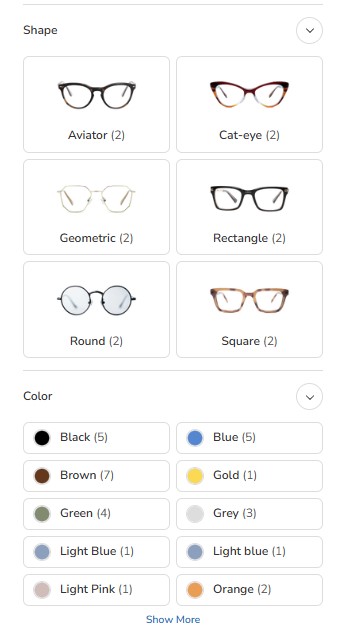 Shape
Aviator (2)
Cat-eye (2)
Geometric (2)
Rectangle (2)
Round (2)
Square (2)
Color
Black (5)
Blue (5)
Brown (7)
Gold (1)
Green (4)
Grey (3)
Light Blue (1)
Light blue (1)
Light Pink (1)
Orange (2)
Show More